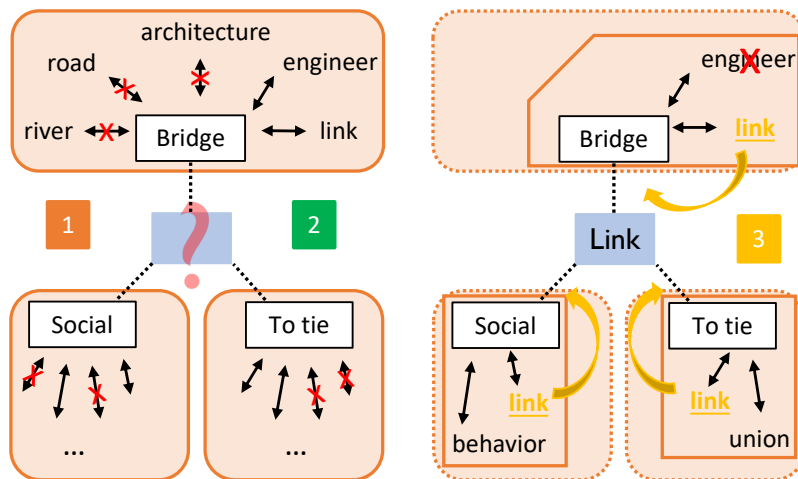 architecture
road
engineer
river
Bridge
link
1
?
2
Social
To tie
...
...
engineer
Bridge
link
Link
3
Social
To tie
link
link
behavior
union